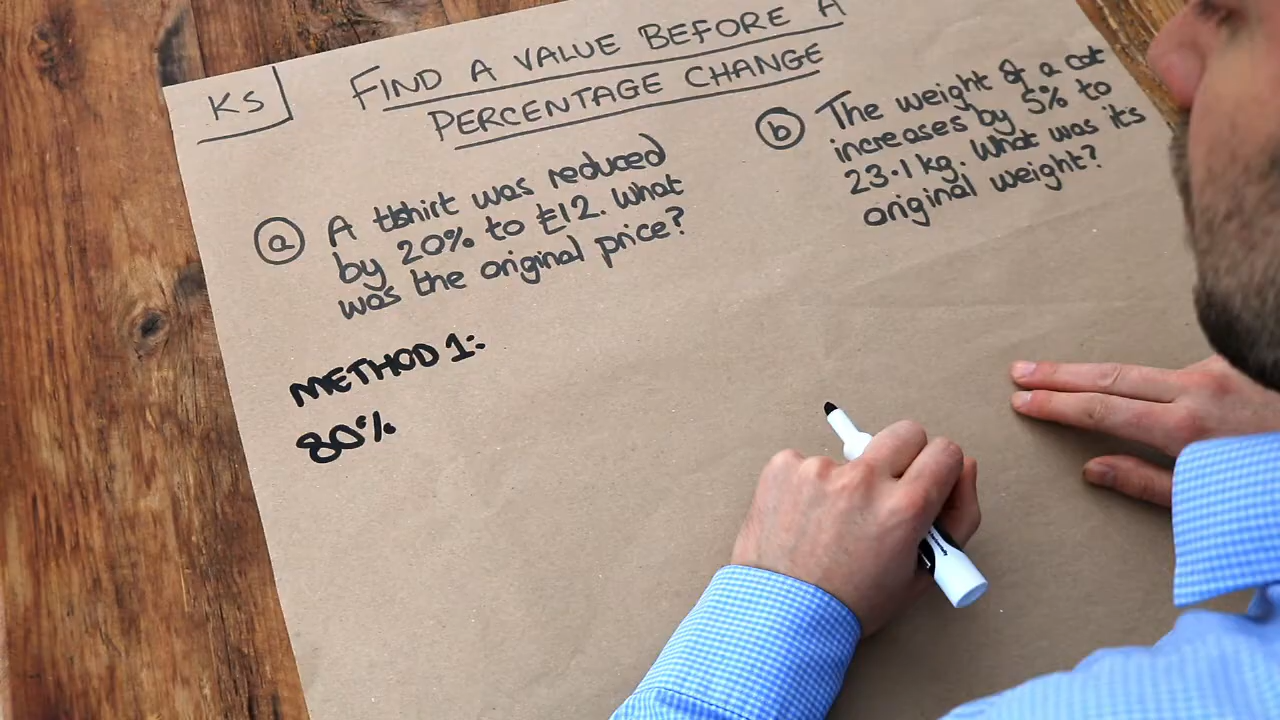 KS
FIND A VALUE BEFORE A
PERCENTAGE CHANGE
a A tshirt was reduced
by 20% to £12. What
was the original price?
b The weight of a cat
increases by 5% to
23.1kg. What was it's
original weight?
METHOD 1:
80%